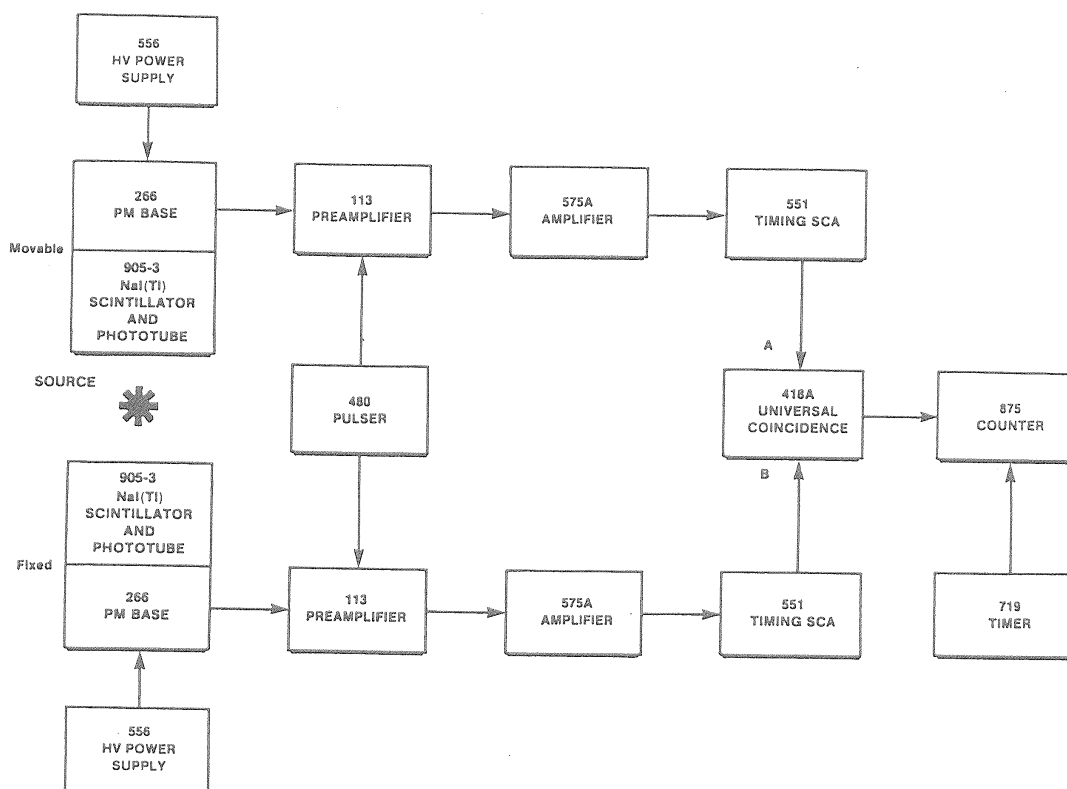 556
HV POWER
SUPPLY
266
PM BASE
113
PREAMPLIFIER
575A
AMPLIFIER
551
TIMING SCA
Movable
905-3
NaI(Tl)
SCINTILLATOR
AND
PHOTOTUBE
A
SOURCE
480
PULSER
418A
UNIVERSAL
COINCIDENCE
875
COUNTER
B
905-3
NaI(Tl)
SCINTILLATOR
AND
PHOTOTUBE
Fixed
266
PM BASE
113
PREAMPLIFIER
575A
AMPLIFIER
551
TIMING SCA
719
TIMER
556
HV POWER
SUPPLY